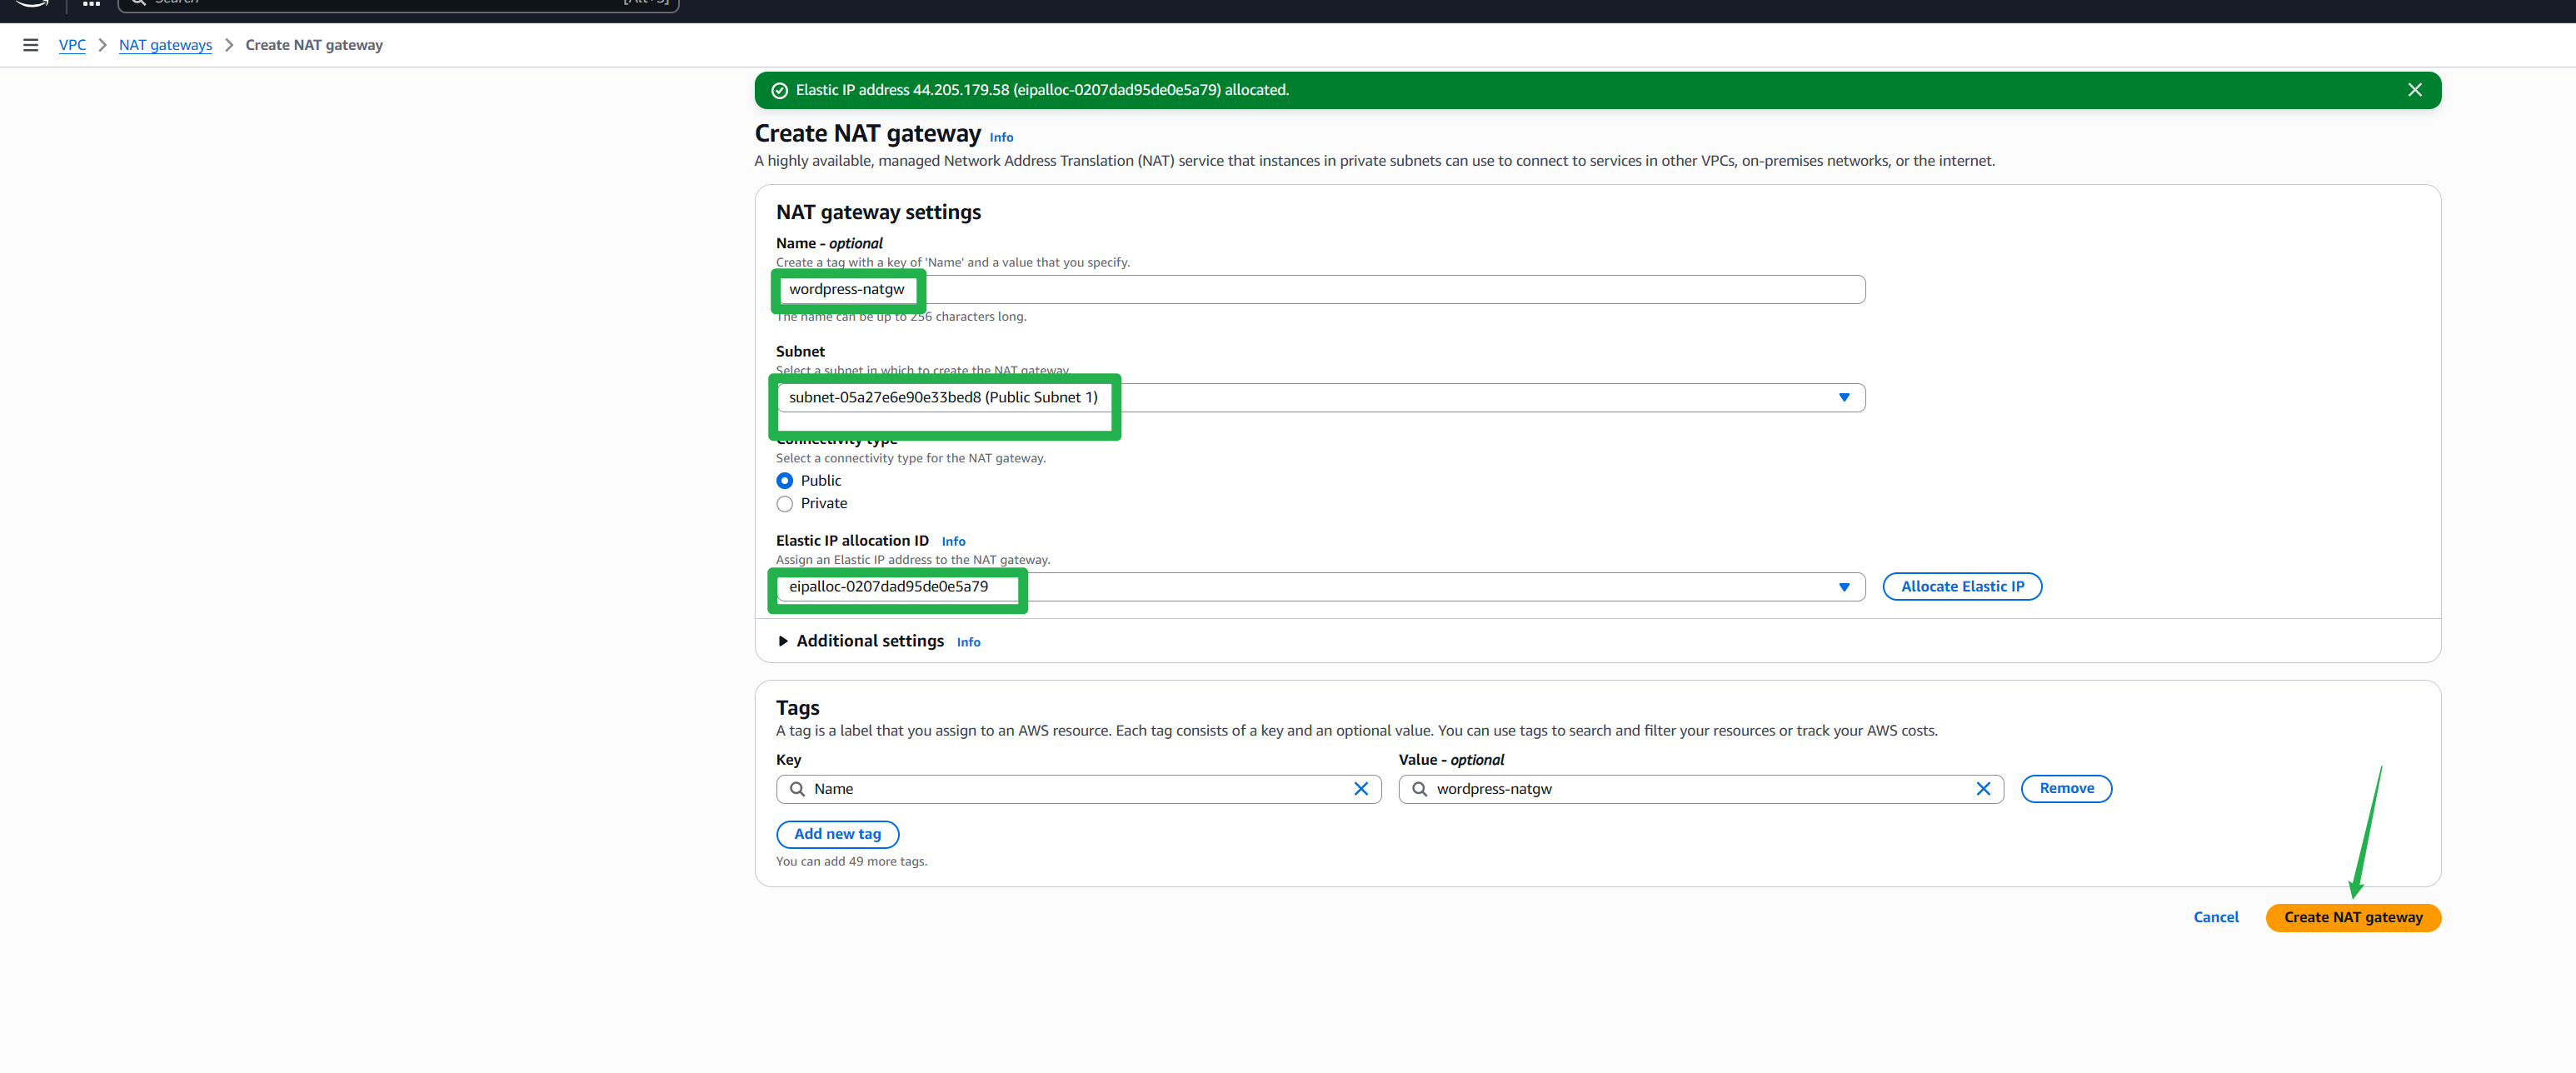 Search
[Alt+S]
VPC > NAT gateways > Create NAT gateway
Elastic IP address 44.205.179.58 (eipalloc-0207dad95de0e5a79) allocated.
Create NAT gateway Info
A highly available, managed Network Address Translation (NAT) service that instances in private subnets can use to connect to services in other VPCs, on-premises networks, or the internet.
NAT gateway settings
Name - optional
Create a tag with a key of 'Name' and a value that you specify.
wordpress-natgw
The name can be up to 256 characters long.
Subnet
Select a subnet in which to create the NAT gateway.
subnet-05a27e6e90e33bed8 (Public Subnet 1)
Connectivity type
Select a connectivity type for the NAT gateway.
Public
Private
Elastic IP allocation ID Info
Assign an Elastic IP address to the NAT gateway.
eipalloc-0207dad95de0e5a79
Allocate Elastic IP
Additional settings Info
Tags
A tag is a label that you assign to an AWS resource. Each tag consists of a key and an optional value. You can use tags to search and filter your resources or track your AWS costs.
Key
Value - optional
Name
wordpress-natgw
Remove
Add new tag
You can add 49 more tags.
Cancel
Create NAT gateway